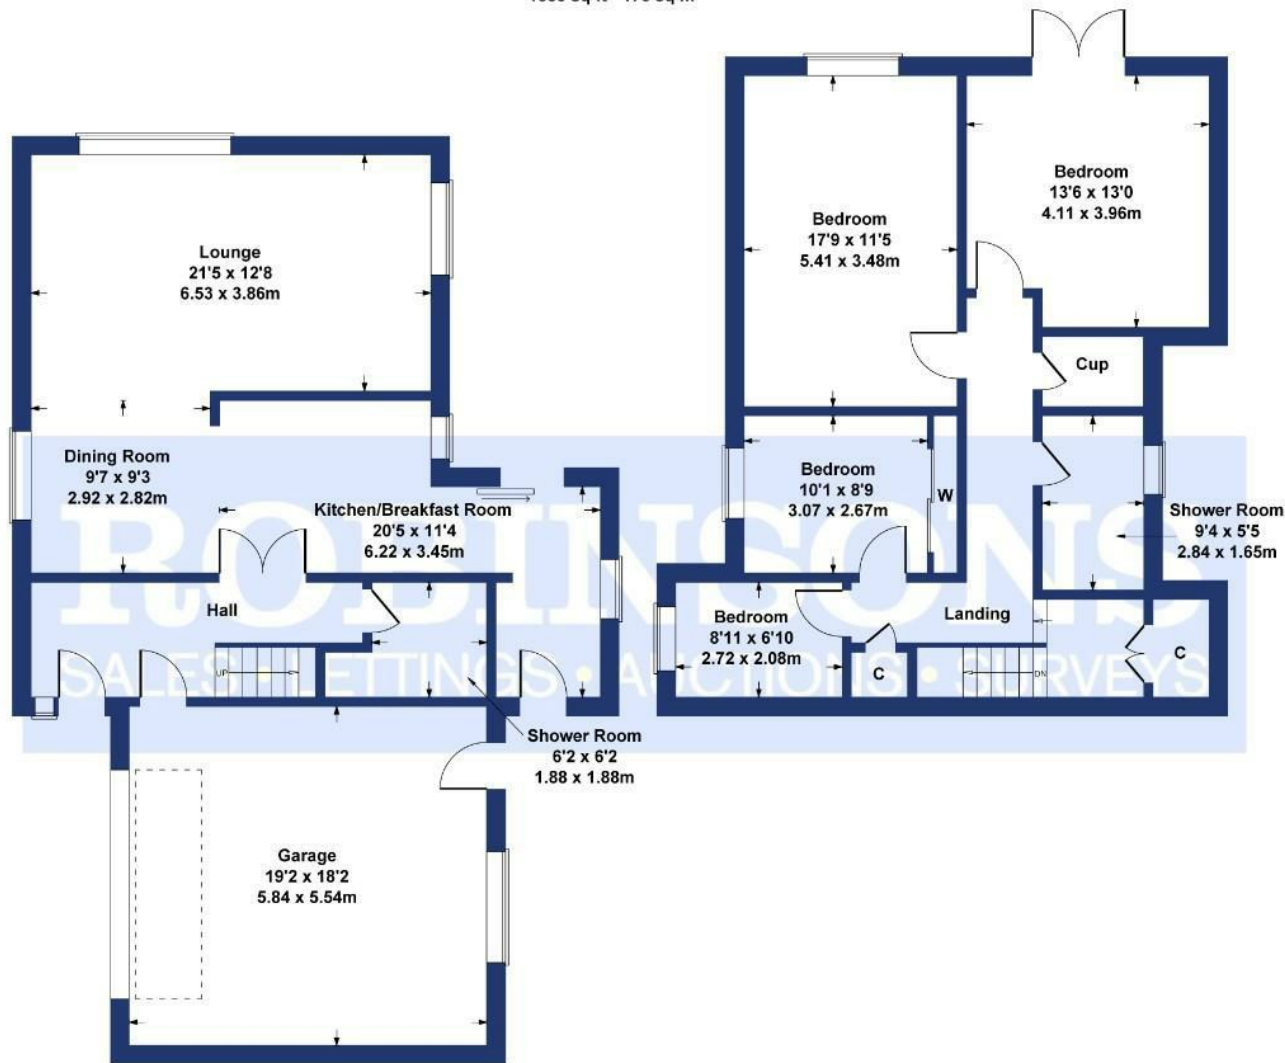 Lounge
21'5 x 12'8
6.53 x 3.86m
Dining Room
9'7 x 9'3
2.92 x 2.82m
Kitchen/Breakfast Room
20'5 x 11'4
6.22 x 3.45m
Hall
UP
Shower Room
6'2 x 6'2
1.88 x 1.88m
Garage
19'2 x 18'2
5.84 x 5.54m
Bedroom
17'9 x 11'5
5.41 x 3.48m
Bedroom
13'6 x 13'0
4.11 x 3.96m
Cup
Bedroom
10'1 x 8'9
3.07 x 2.67m
W
Shower Room
9'4 x 5'5
2.84 x 1.65m
Bedroom
8'11 x 6'10
2.72 x 2.08m
Landing
C
DN
C
ROBINSONS
SALES • LETTINGS • AUCTIONS • SURVEYS